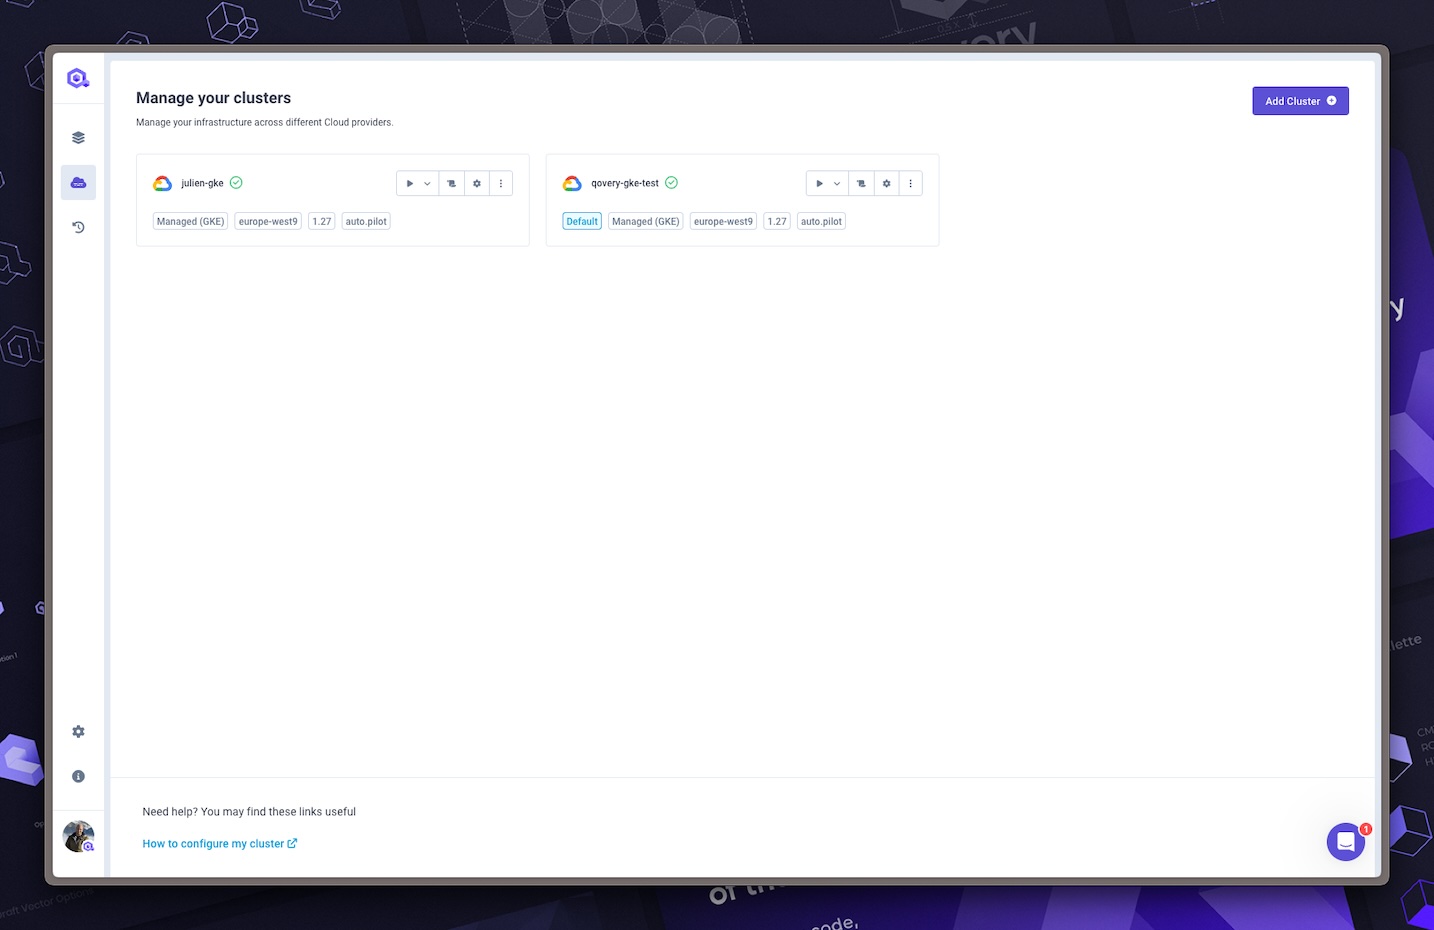 Manage your clusters
Add Cluster
Manage your infrastructure across different Cloud providers.
julien-gke
qovery-gke-test
Managed (GKE) europe-west9 1.27 auto.pilot
Default Managed (GKE) europe-west9 1.27 auto.pilot
Need help? You may find these links useful
How to configure my cluster
1